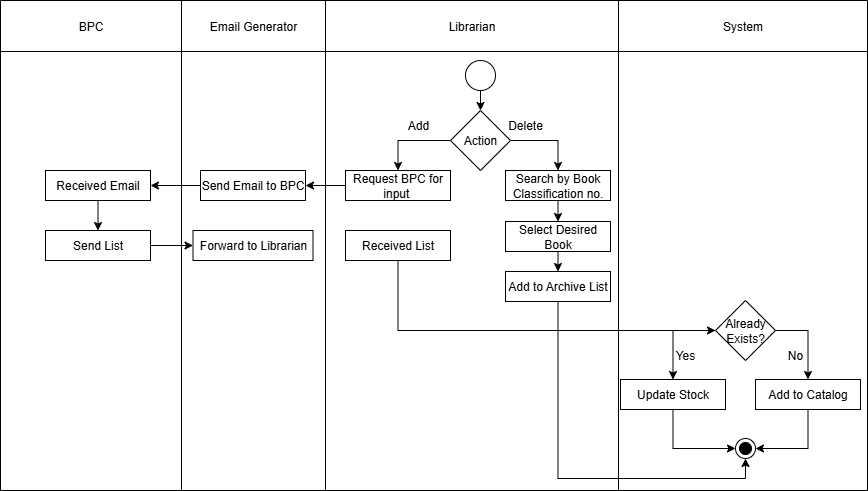 BPC
Email Generator
Librarian
System
Add
Delete
Action
Received Email
Send Email to BPC
Request BPC for
input
Search by Book
Classification no.
Send List
Forward to Librarian
Received List
Select Desired
Book
Add to Archive List
Already
Exists?
Yes
No
Update Stock
Add to Catalog